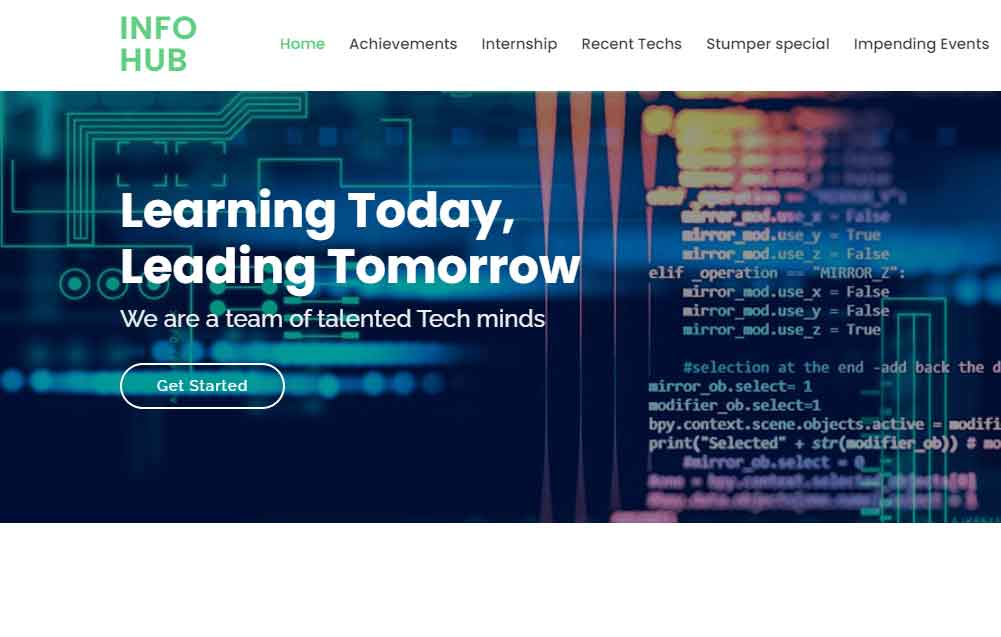 INFO
HUB
Home Achievements Internship Recent Techs Stumper special Impending Events
Learning Today,
Leading Tomorrow
We are a team of talented Tech minds
Get Started
elif _operation == "MIRROR_Y":
mirror_mod.use_x = False
mirror_mod.use_y = True
mirror_mod.use_z = False
elif _operation == "MIRROR_Z":
mirror_mod.use_x = False
mirror_mod.use_y = False
mirror_mod.use_z = True
#selection at the end -add back the d
mirror_ob.select= 1
modifier_ob.select=1
bpy.context.scene.objects.active = modifi
print("Selected" + str(modifier_ob)) # mo
#mirror_ob.select = 0